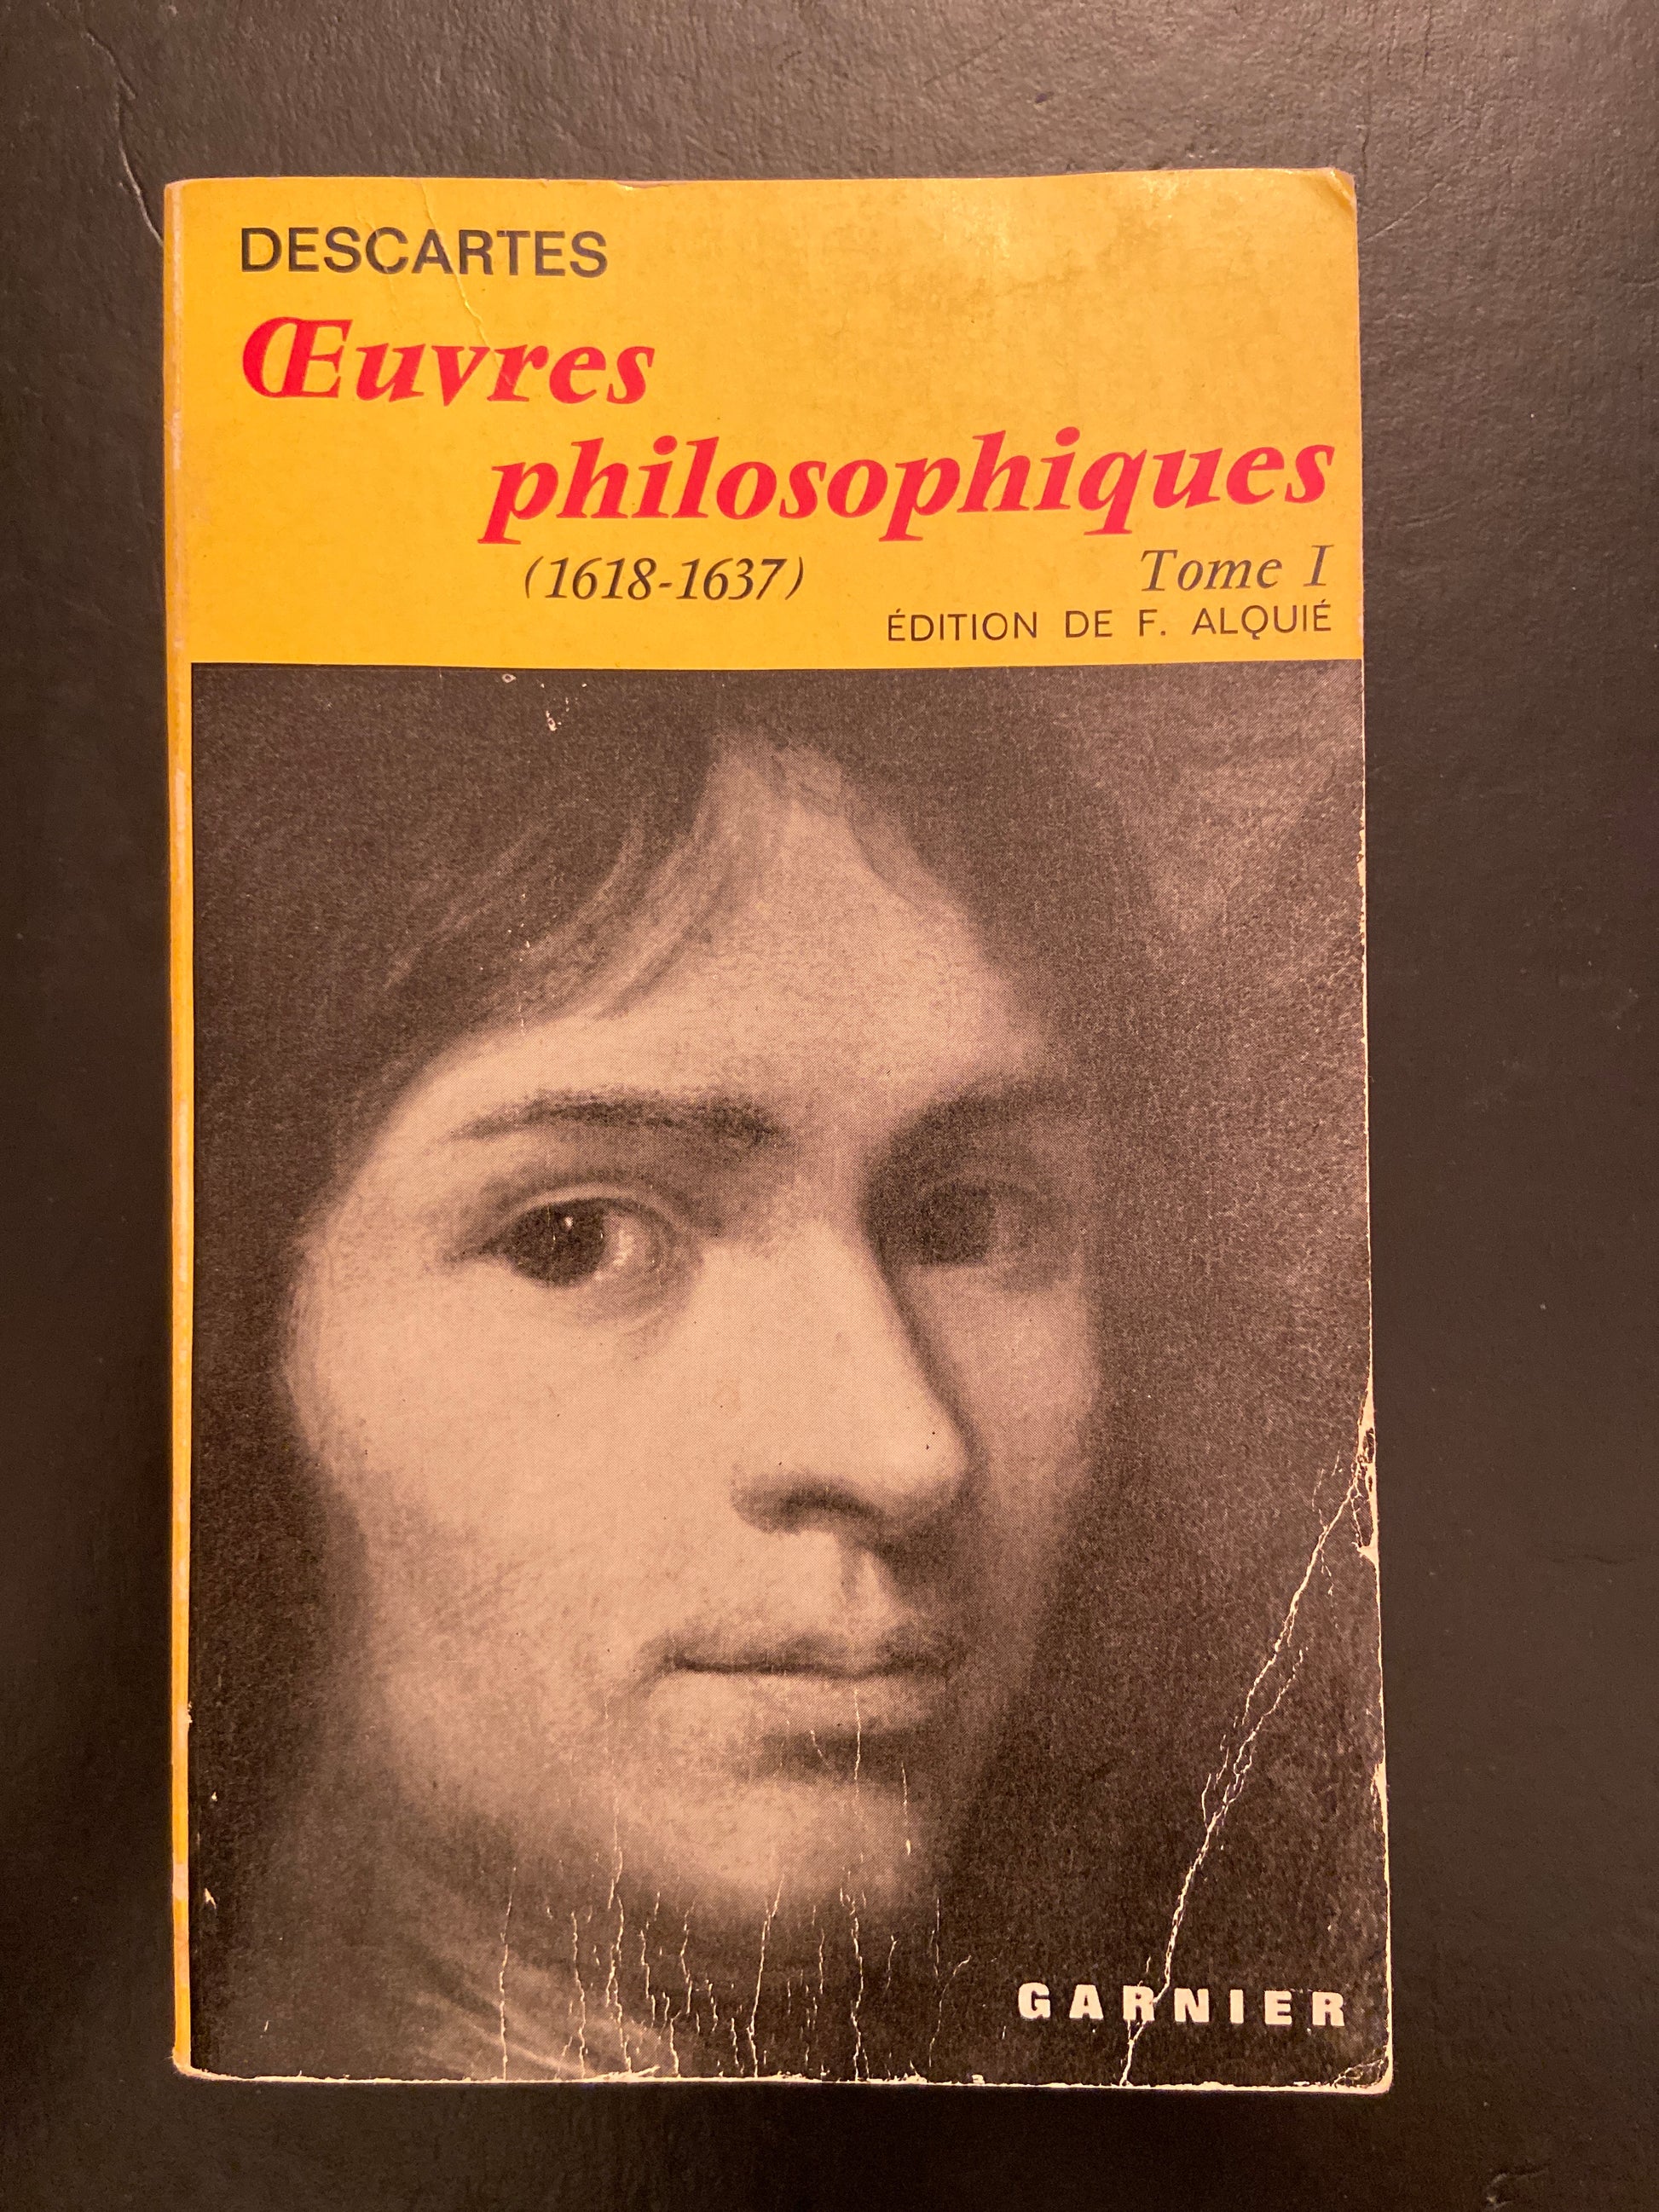 DESCARTES
Œuvres
philosophiques
(1618-1637) Tome I
ÉDITION DE F. ALQUIÉ
GARNIER